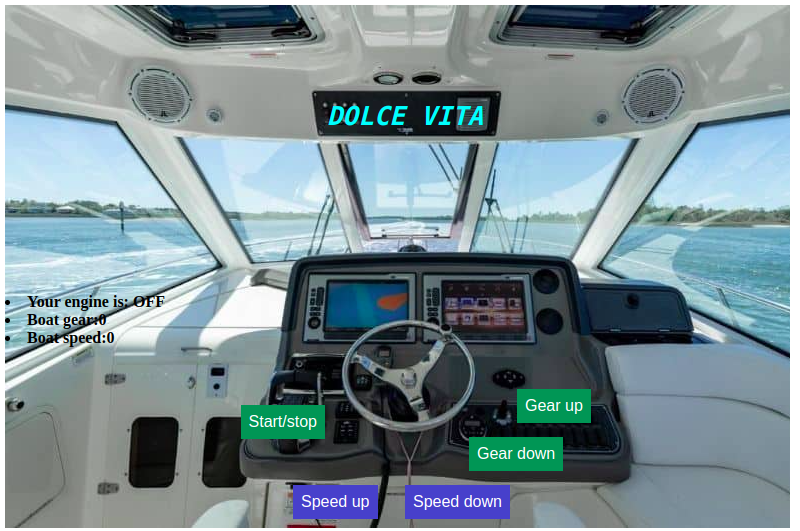 DOLCE VITA
Your engine is: OFF
Boat gear:0
Boat speed:0
Gear up
Start/stop
Gear down
Speed up
Speed down